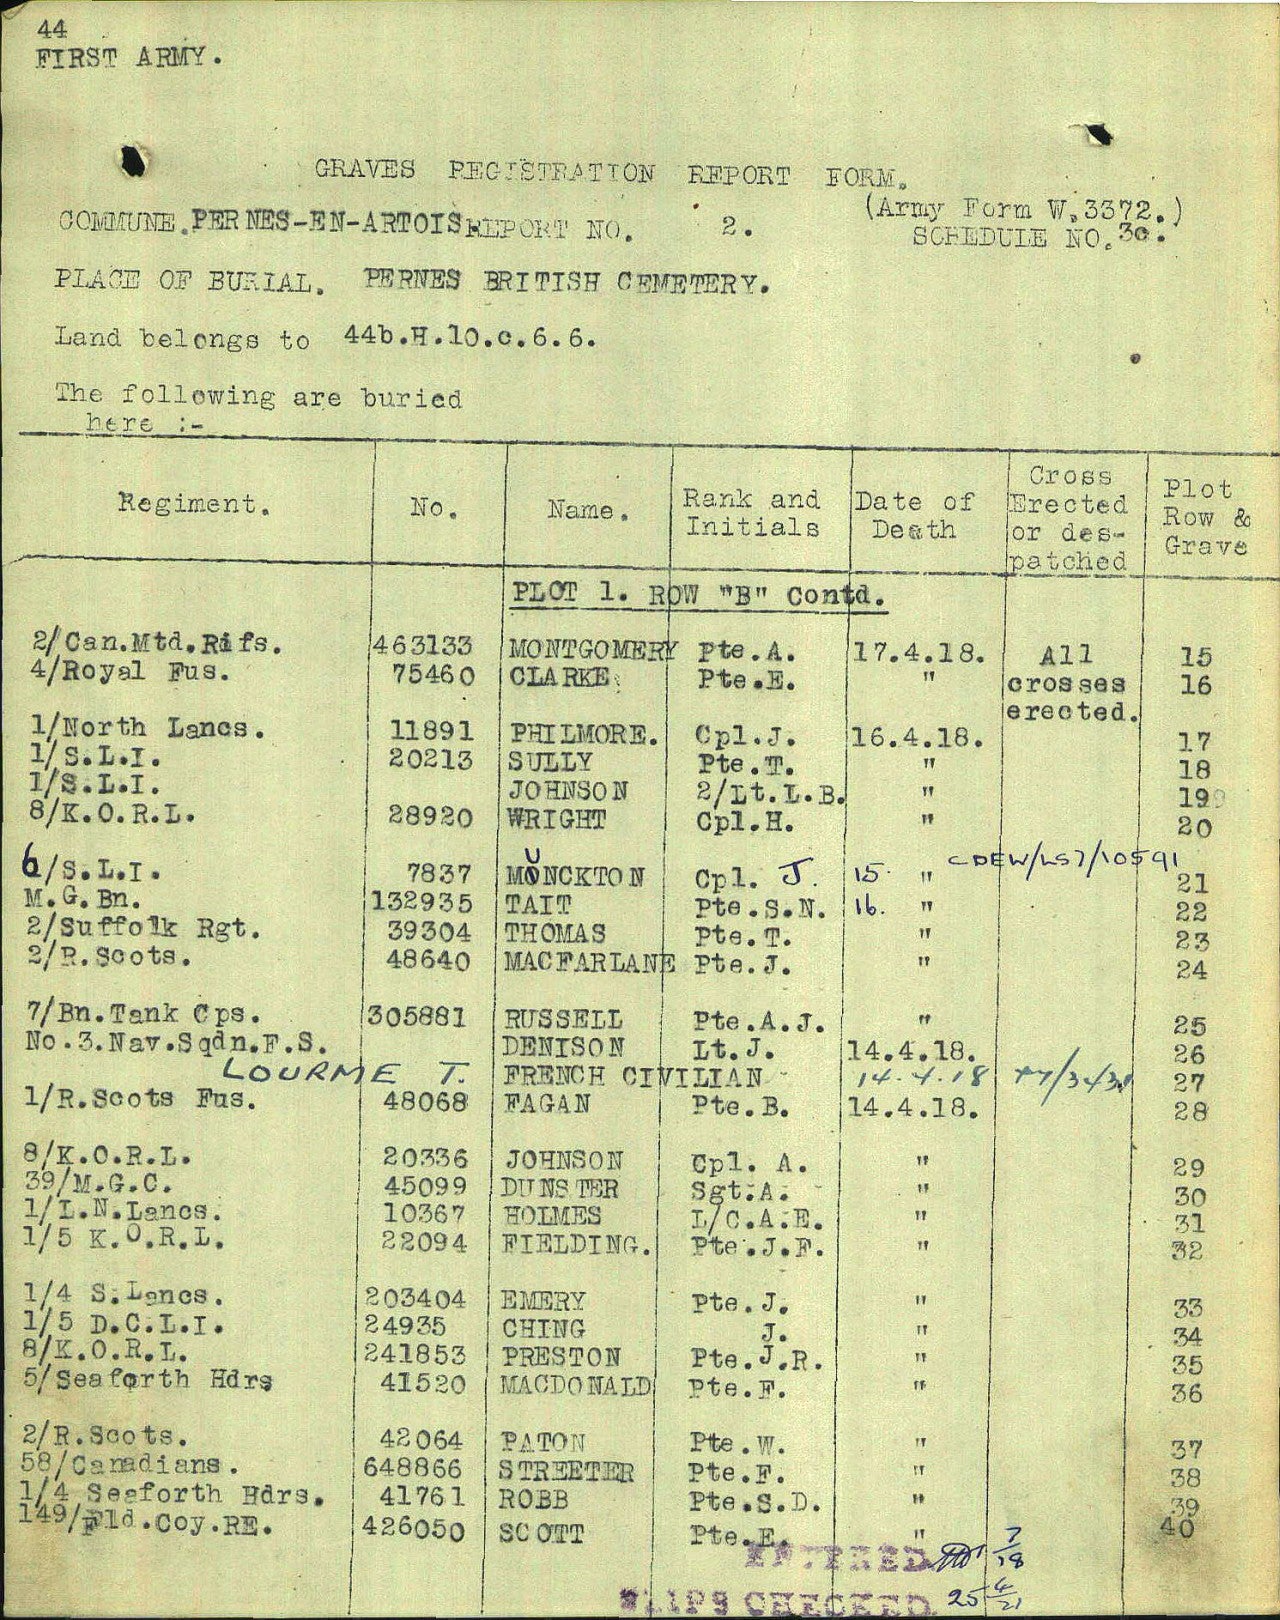 44
FIRST ARMY.
GRAVES REGISTRATION REPORT FORM.
(Army Form W.3372.)
COMMUNE. PERNES-EN-ARTOIS REPORT NO. 2. SCHEDULE NO. 3c.
PLACE OF BURIAL. PERNES BRITISH CEMETERY.
Land belongs to 44b.H.10.c.6.6.
The following are buried
here :-
Regiment. No. Name. Rank and Initials Date of Death Cross Erected or des-patched Plot Row & Grave
PLOT 1. ROW "B" Contd.
2/Can.Mtd.Rifs. 463133 MONTGOMERY Pte.A. 17.4.18. All 15
4/Royal Fus. 75460 CLARKE Pte.E. " crosses 16
erected.
1/North Lancs. 11891 PHILMORE. Cpl.J. 16.4.18. 17
1/S.L.I. 20213 SULLY Pte.T. " 18
1/S.L.I. JOHNSON 2/Lt.L.B. " 19
8/K.O.R.L. 28920 WRIGHT Cpl.H. " 20
6/S.L.I. 7837 MUNCKTON Cpl. J. 15. " 21
M.G.Bn. 132935 TAIT Pte.S.N. 16. " 22
2/Suffolk Rgt. 39304 THOMAS Pte.T. " 23
2/R.Scots. 48640 MACFARLANE Pte.J. " 24
7/Bn.Tank Cps. 305881 RUSSELL Pte.A.J. " 25
No.3.Nav.Sqdn.F.S. DENISON Lt.J. 14.4.18. 26
LOURME T. FRENCH CIVILIAN 14.4.18 27
1/R.Scots Fus. 48068 FAGAN Pte.B. 14.4.18. 28
8/K.O.R.L. 20336 JOHNSON Cpl. A. " 29
39/M.G.C. 45099 DUNSTER Sgt.A. " 30
1/L.N.Lancs. 10367 HOLMES L/C.A.E. " 31
1/5 K.O.R.L. 22094 FIELDING. Pte.J.F. " 32
1/4 S.Lancs. 203404 EMERY Pte.J. " 33
1/5 D.C.L.I. 24935 CHING J. " 34
8/K.O.R.L. 241853 PRESTON Pte.J.R. " 35
5/Seaforth Hdrs 41520 MACDONALD Pte.F. " 36
2/R.Scots. 42064 PATON Pte.W. " 37
58/Canadians. 648866 STREETER Pte.F. " 38
1/4 Seaforth Hdrs. 41761 ROBB Pte.S.D. " 39
149/Fld.Coy.RE. 426050 SCOTT Pte.E. " 40
ENTERED 7/18
SLIPS CHECKED 25 4/21